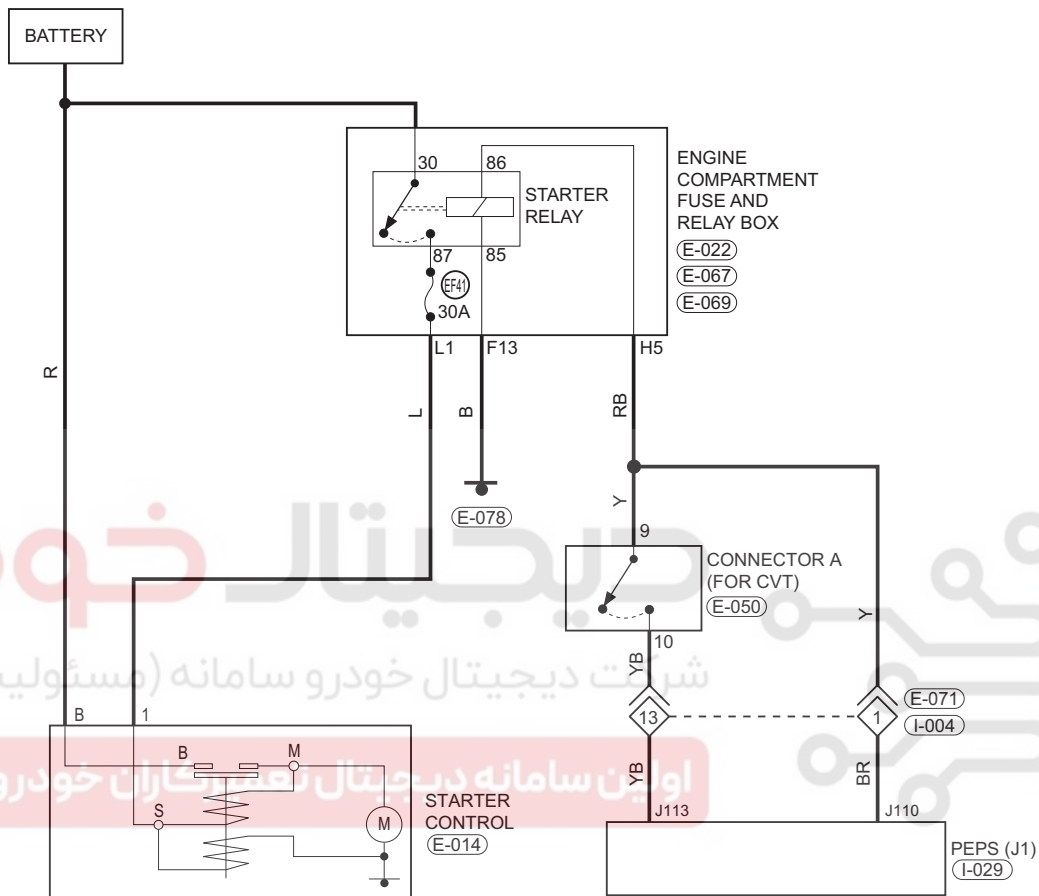 BATTERY
30
86
STARTER
RELAY
87
85
EF41
30A
ENGINE
COMPARTMENT
FUSE AND
RELAY BOX
E-022
E-067
E-069
L1
F13
H5
R
L
B
RB
E-078
Y
9
CONNECTOR A
(FOR CVT)
E-050
10
Y
YB
دیجیتال خودرو
شرکت دیجیتال خودرو سامانه (مسئولیت
13
1
E-071
I-004
B
1
B
M
S
M
اولین سامانه دیجیتال تعمیرکاران خودرو
STARTER
CONTROL
E-014
YB
BR
J113
J110
PEPS (J1)
I-029